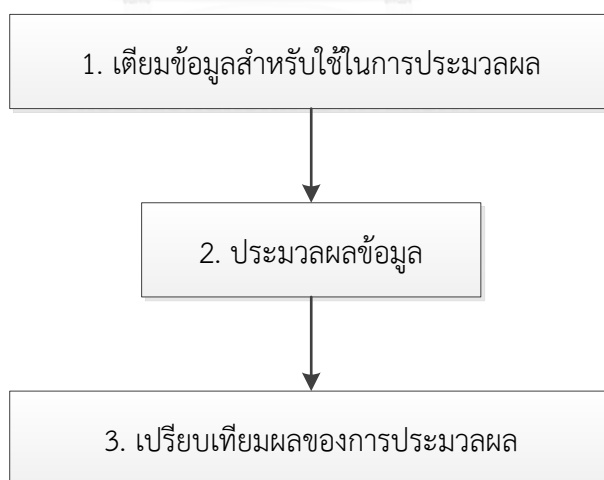 1. เตียมข้อมูลสำหรับใช้ในการประมวลผล
2. ประมวลผลข้อมูล
3. เปรียบเทียมผลของการประมวลผล